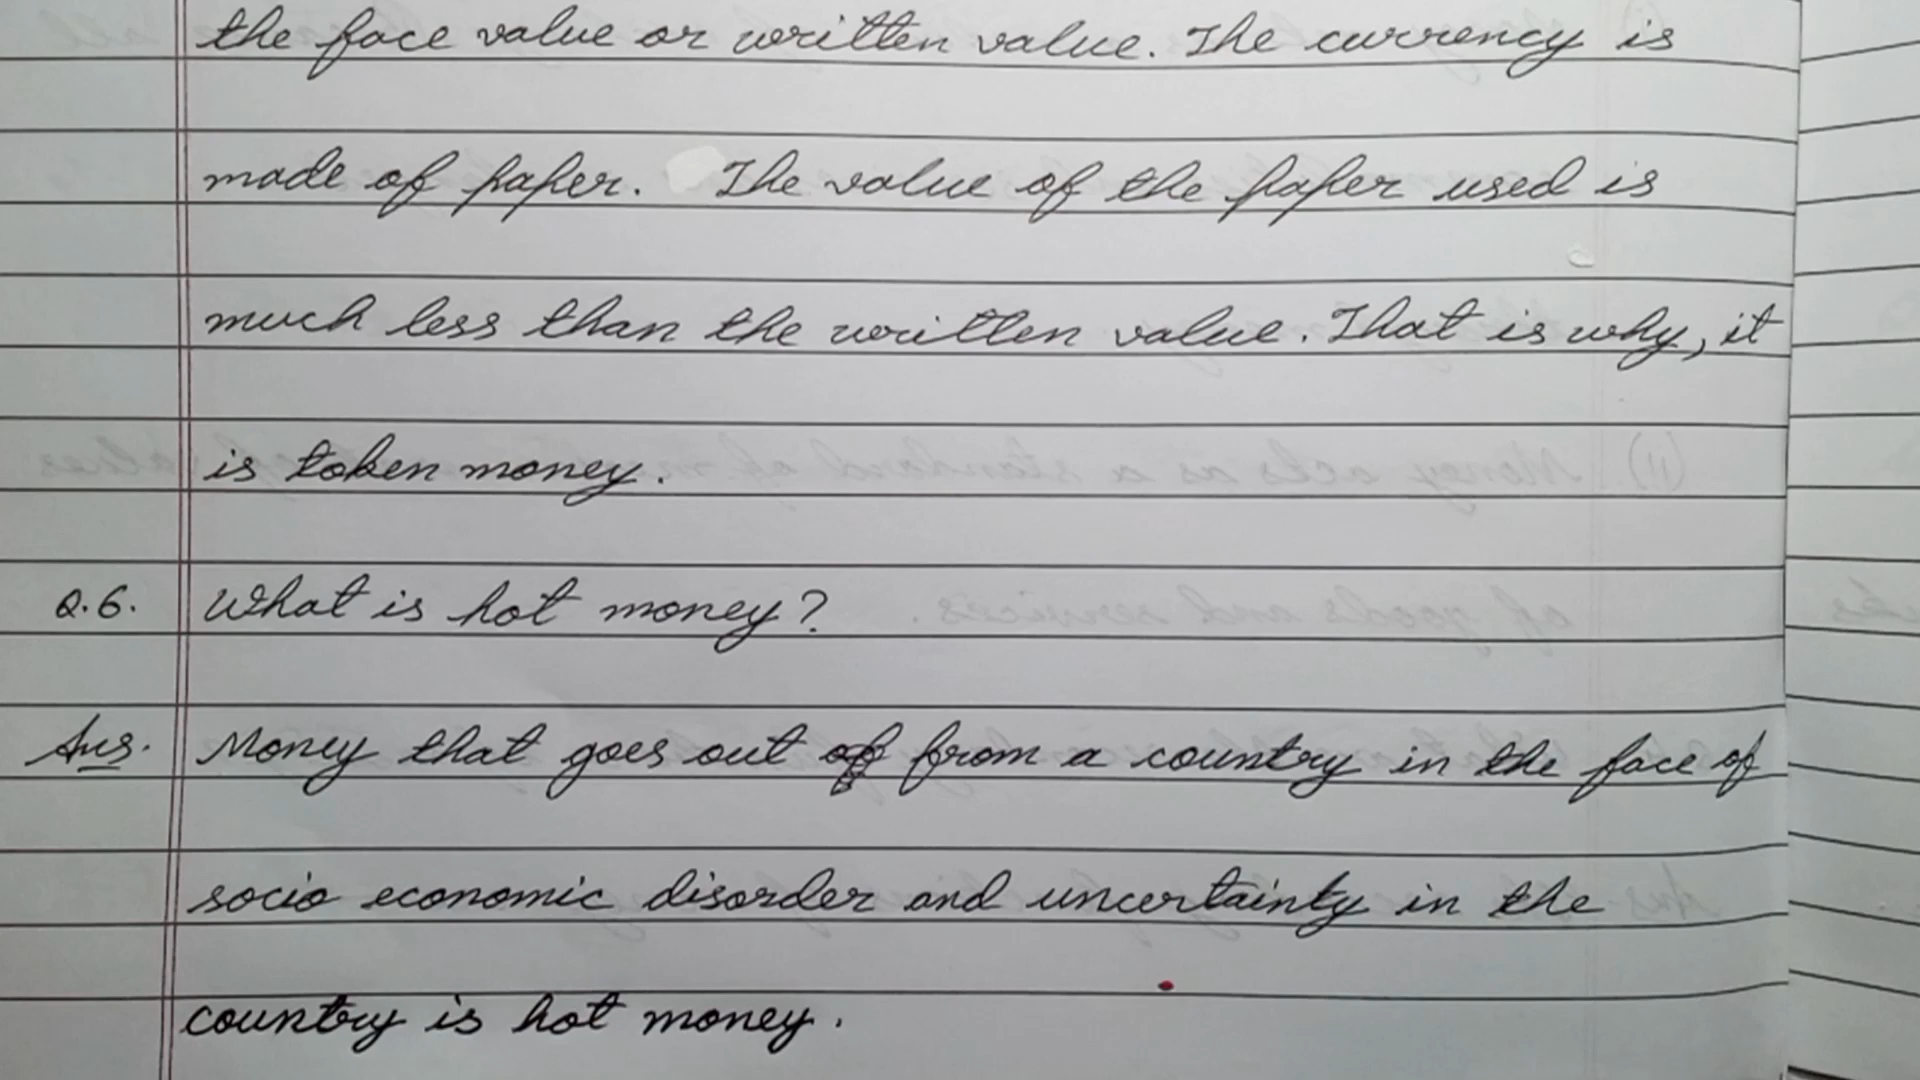 the face value or written value. The currency is
made of paper. The value of the paper used is
much less than the written value. That is why, it
is token money.
Q.6. What is hot money?
Ans. Money that goes out of from a country in the face of
socio economic disorder and uncertainty in the
country is hot money.